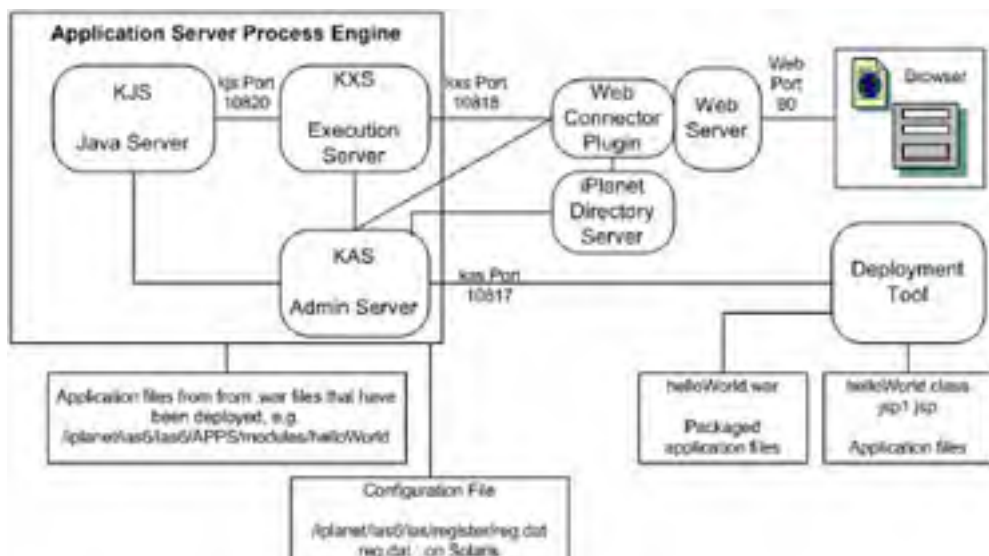 Application Server Process Engine
KJS
Java Server
kjs Port
10820
KXS
Execution
Server
kxs Port
10818
Web
Connector
Plugin
Web
Server
Web
Port
80
Browser
iPlanet
Directory
Server
KAS
Admin Server
kas Port
10817
Deployment
Tool
Application files from from .war files that have
been deployed, e.g.
/iplanet/ias6/ias6/APPS/modules/helloWorld
helloWorld.war
Packaged
application files
helloWorld.class
jsp1.jsp
Application files
Configuration File
/iplanet/ias6/ias/register/reg.dat
reg.dat : on Solaris